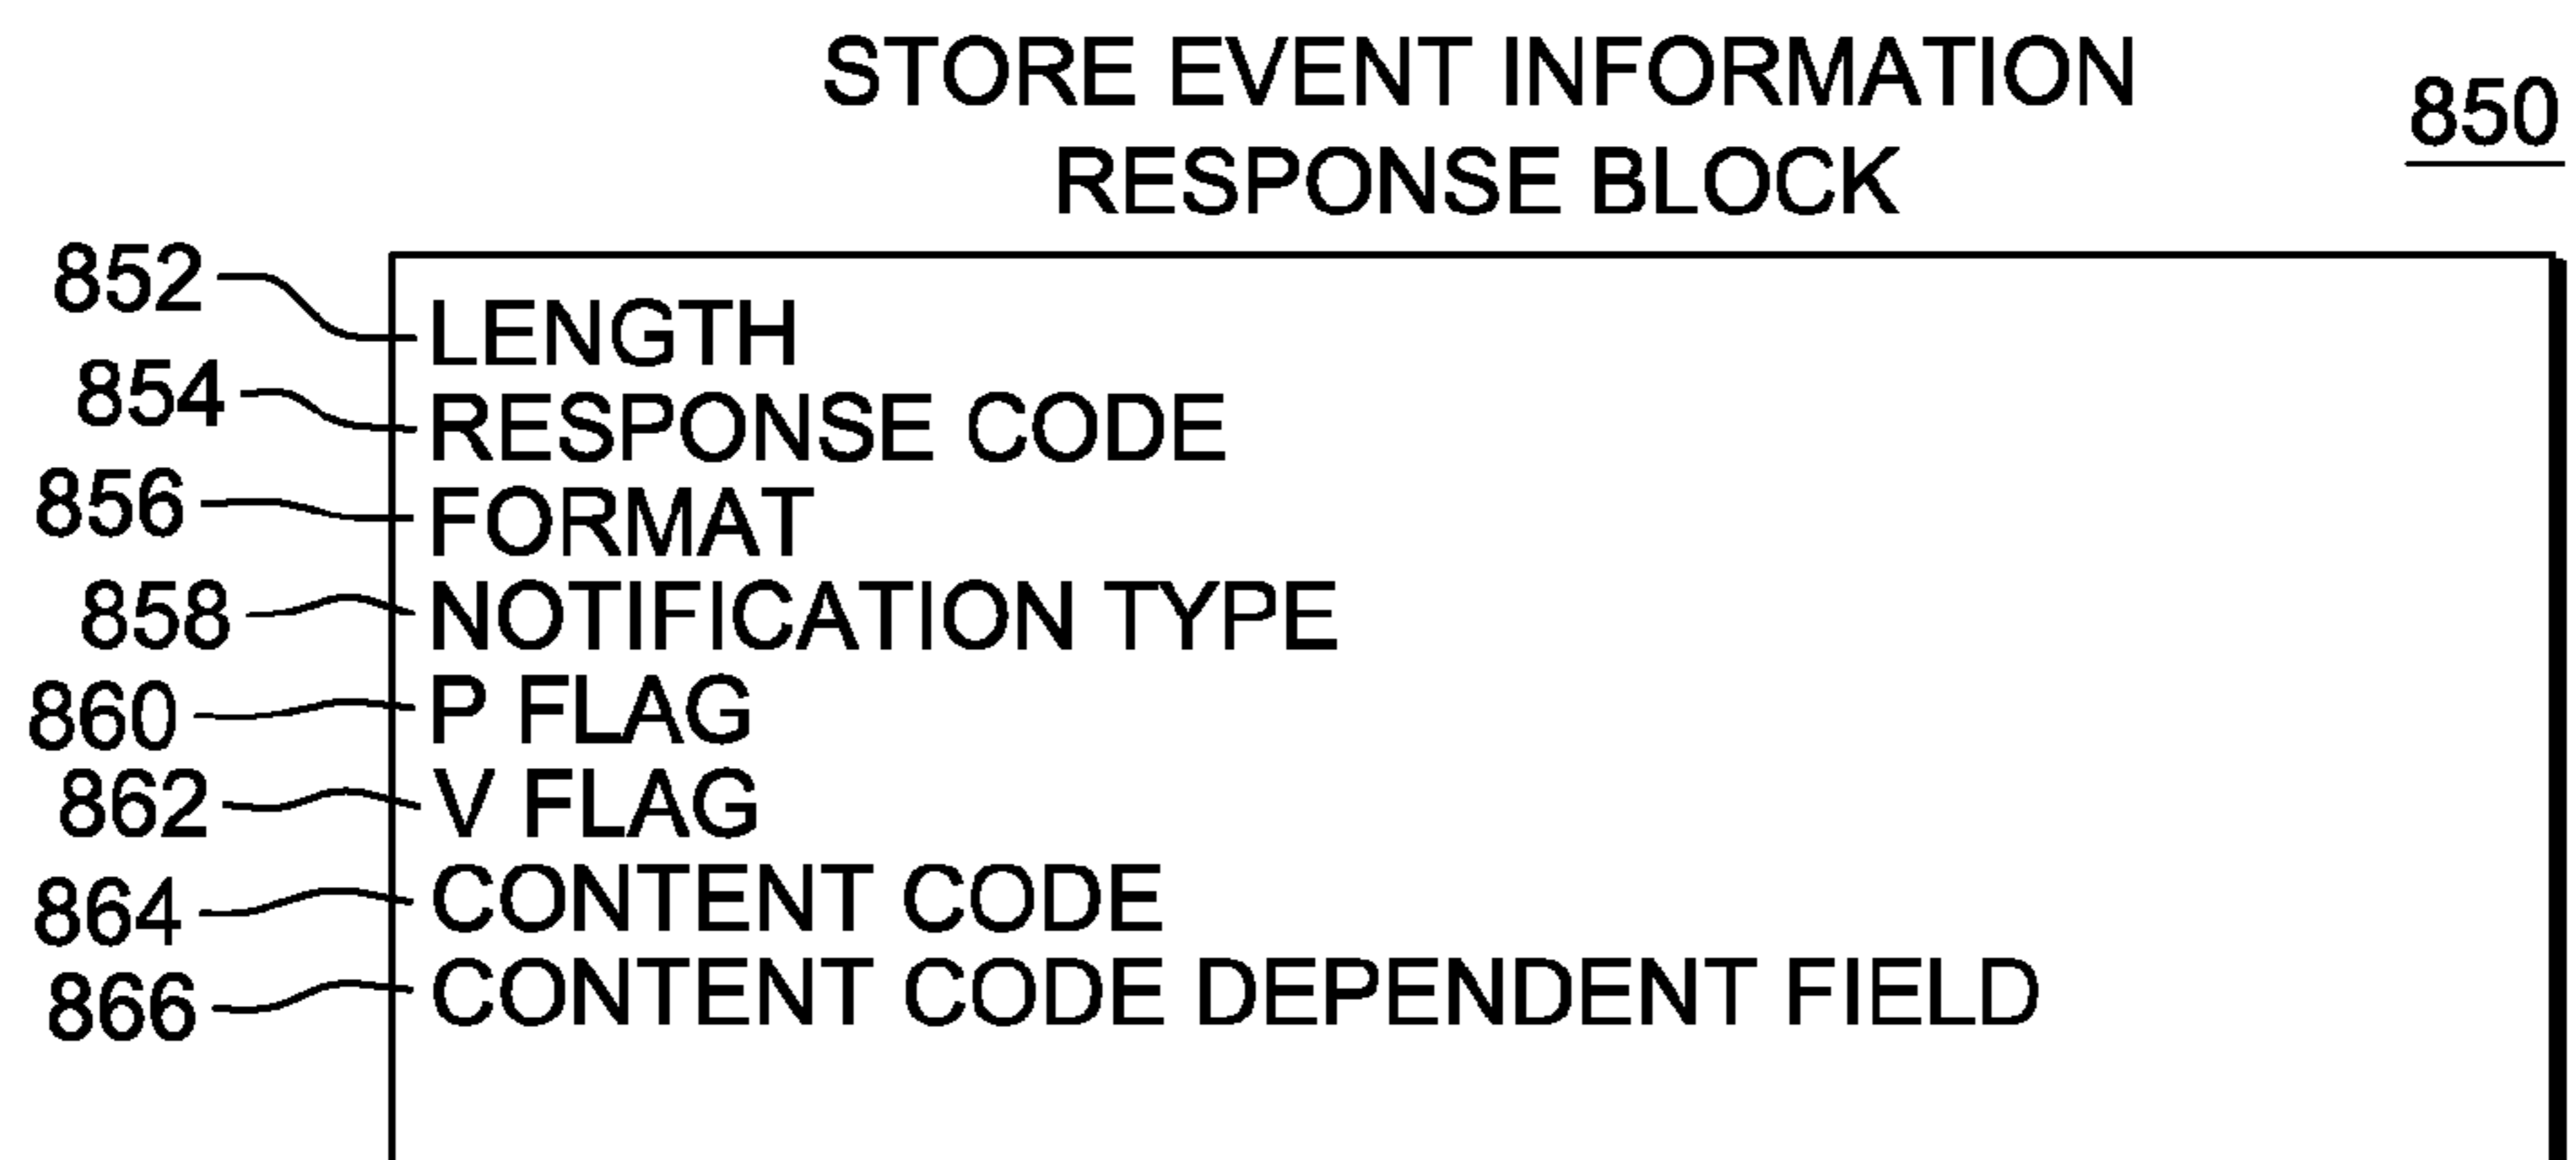 STORE EVENT INFORMATION
RESPONSE BLOCK
850
852 LENGTH
854 RESPONSE CODE
856 FORMAT
858 NOTIFICATION TYPE
860 P FLAG
862 V FLAG
864 CONTENT CODE
866 CONTENT CODE DEPENDENT FIELD